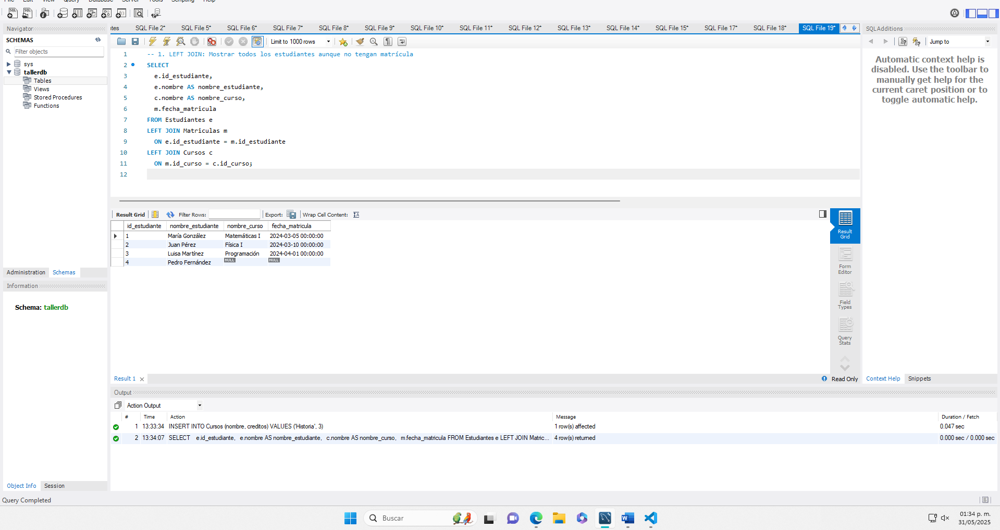 File Edit View Query Database Server Tools Scripting Help
Navigator
SCHEMAS
Filter objects
sys
tallerdb
Tables
Views
Stored Procedures
Functions
Administration Schemas
Information
Schema: tallerdb
Object Info Session
Query Completed
SQL File 2* SQL File 5* SQL File 6* SQL File 7* SQL File 8* SQL File 9* SQL File 10* SQL File 11* SQL File 12* SQL File 13* SQL File 14* SQL File 15* SQL File 17* SQL File 18* SQL File 19*
Limit to 1000 rows
1 -- 1. LEFT JOIN: Mostrar todos los estudiantes aunque no tengan matrícula
2 SELECT
3 e.id_estudiante,
4 e.nombre AS nombre_estudiante,
5 c.nombre AS nombre_curso,
6 m.fecha_matricula
7 FROM Estudiantes e
8 LEFT JOIN Matriculas m
9 ON e.id_estudiante = m.id_estudiante
10 LEFT JOIN Cursos c
11 ON m.id_curso = c.id_curso;
12
Result Grid Filter Rows: Export: Wrap Cell Content:
id_estudiante nombre_estudiante nombre_curso fecha_matricula
1 María González Matemáticas I 2024-03-05 00:00:00
2 Juan Pérez Física I 2024-03-10 00:00:00
3 Luisa Martínez Programación 2024-04-01 00:00:00
4 Pedro Fernández NULL NULL
Result
Grid
Form
Editor
Field
Types
Query
Stats
Result 1
Read Only
Output
Action Output
# Time Action Message Duration / Fetch
1 13:33:34 INSERT INTO Cursos (nombre, creditos) VALUES ('Historia', 3) 1 row(s) affected 0.047 sec
2 13:34:07 SELECT e.id_estudiante, e.nombre AS nombre_estudiante, c.nombre AS nombre_curso, m.fecha_matricula FROM Estudiantes e LEFT JOIN Matric... 4 row(s) returned 0.000 sec / 0.000 sec
SQLAdditions
Jump to
Automatic context help is
disabled. Use the toolbar to
manually get help for the
current caret position or to
toggle automatic help.
Context Help Snippets
Buscar
01:34 p. m.
31/05/2025